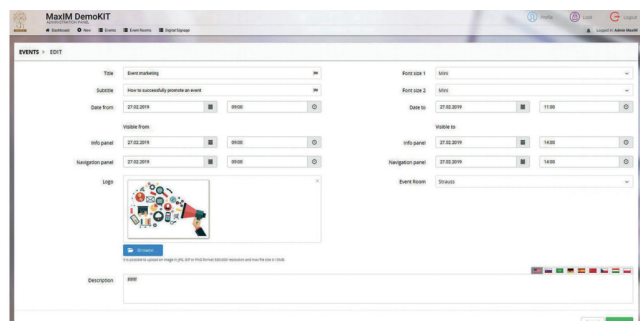 MaxIM DemoKIT
ADMINISTRATION PANEL
Profile
Lock
Logout
Dashboard
New
Events
Event Rooms
Digital Signage
Logged in: Admin MaxIM
EVENTS > EDIT
Title Event marketing Font size 1 Mini
Subtitle How to successfully promote an event Font size 2 Mini
Date from 27.02.2019 09:00 Date to 27.02.2019 11:00
Visible from Visible to
Info panel 27.02.2019 09:00 Info panel 27.02.2019 14:00
Navigation panel 27.02.2019 09:00 Navigation panel 27.02.2019 14:00
Logo Event Room Strauss
Browse
Description